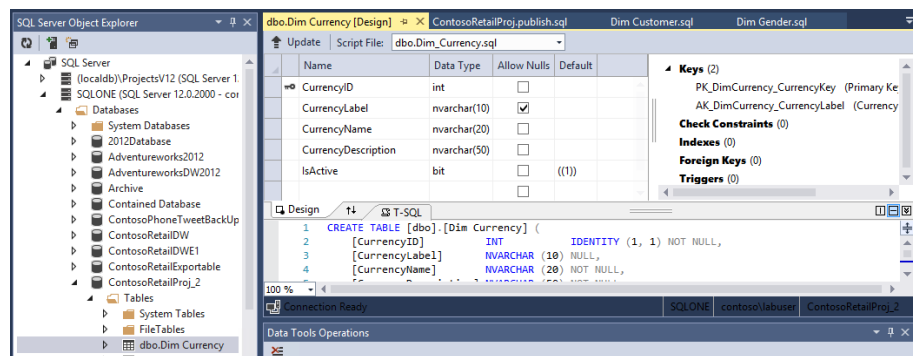 SQL Server Object Explorer
SQL Server
(localdb)\ProjectsV12 (SQL Server 1
SQLONE (SQL Server 12.0.2000 - cor
Databases
System Databases
2012Database
Adventureworks2012
AdventureworksDW2012
Archive
Contained Database
ContosoPhoneTweetBackUp
ContosoRetailDW
ContosoRetailDWE1
ContosoRetailExportable
ContosoRetailProj_2
Tables
System Tables
FileTables
dbo.Dim Currency
dbo.Dim Currency [Design]
ContosoRetailProj.publish.sql
Dim Customer.sql
Dim Gender.sql
Update Script File: dbo.Dim_Currency.sql
Name Data Type Allow Nulls Default
CurrencyID int
CurrencyLabel nvarchar(10)
CurrencyName nvarchar(20)
CurrencyDescription nvarchar(50)
IsActive bit ((1))
Keys (2)
PK_DimCurrency_CurrencyKey (Primary Ke
AK_DimCurrency_CurrencyLabel (Currency
Check Constraints (0)
Indexes (0)
Foreign Keys (0)
Triggers (0)
Design T-SQL
1 CREATE TABLE [dbo].[Dim Currency] (
2 [CurrencyID] INT IDENTITY (1, 1) NOT NULL,
3 [CurrencyLabel] NVARCHAR (10) NULL,
4 [CurrencyName] NVARCHAR (20) NOT NULL,
100 %
Connection Ready SQLONE contoso\labuser ContosoRetailProj_2
Data Tools Operations